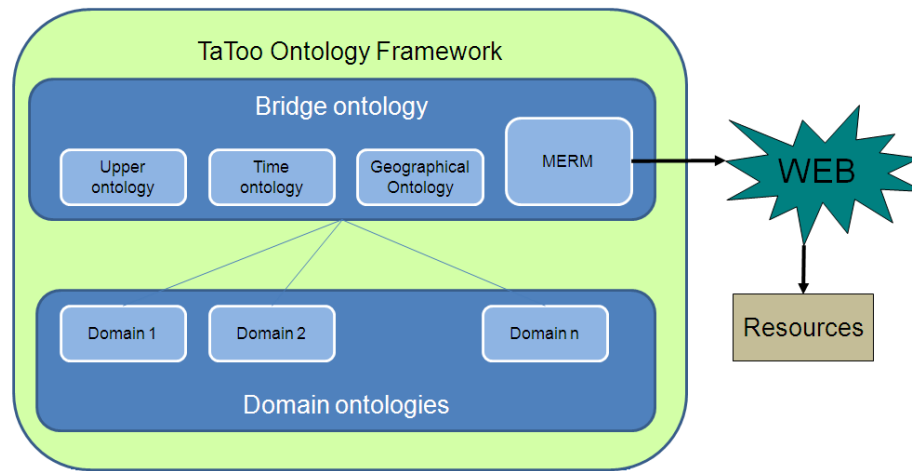 TaToo Ontology Framework
Bridge ontology
Upper
ontology
Time
ontology
Geographical
Ontology
MERM
WEB
Domain 1
Domain 2
Domain n
Resources
Domain ontologies